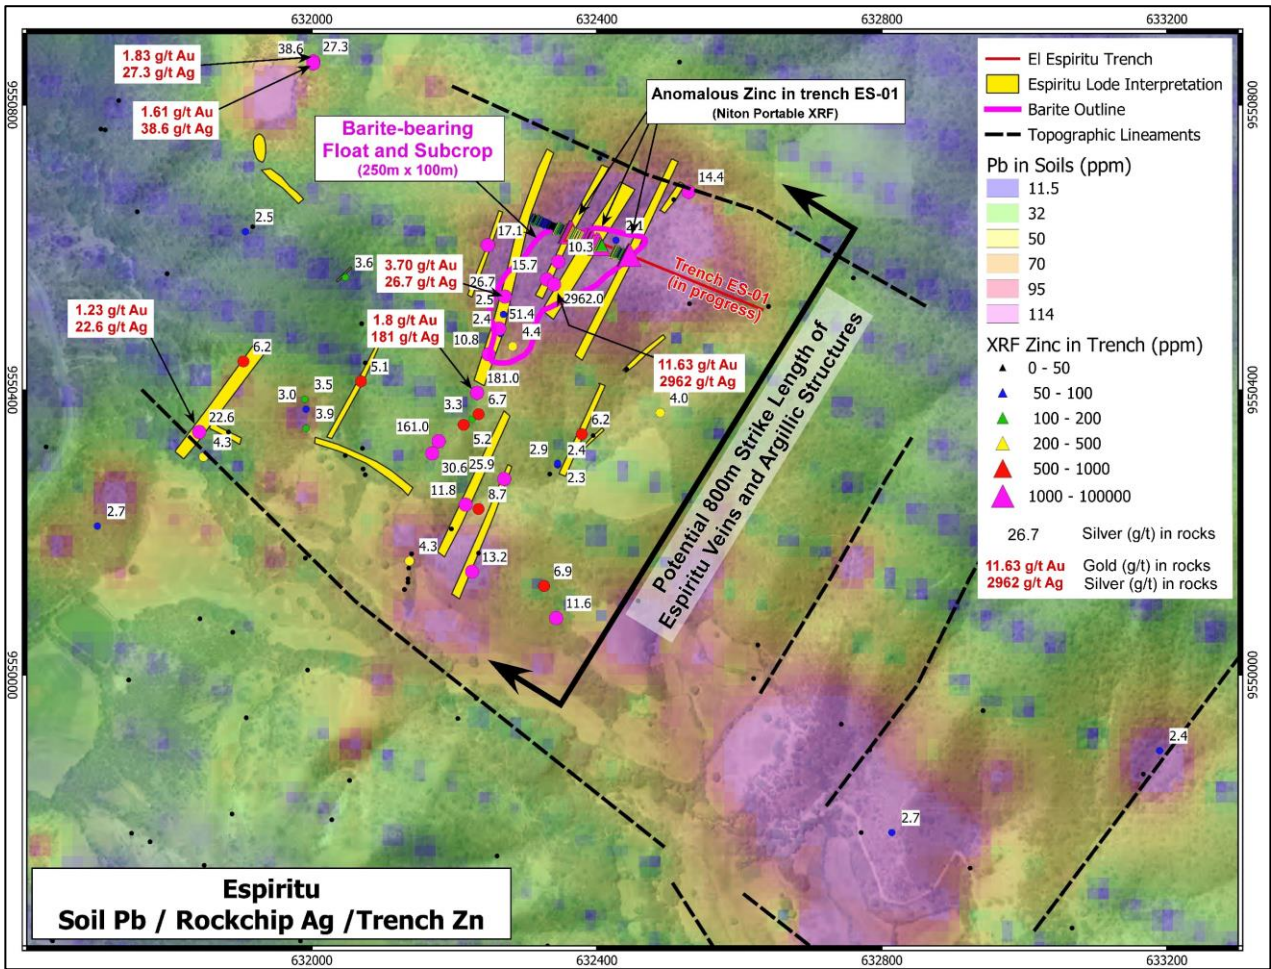 632000 632400 632800 633200
38.6 27.3
1.83 g/t Au
27.3 g/t Ag
1.61 g/t Au
38.6 g/t Ag
Barite-bearing
Float and Subcrop
(250m x 100m)
Anomalous Zinc in trench ES-01
(Niton Portable XRF)
El Espiritu Trench
Espiritu Lode Interpretation
Barite Outline
Topographic Lineaments
Pb in Soils (ppm)
11.5
32
50
70
95
114
XRF Zinc in Trench (ppm)
0 - 50
50 - 100
100 - 200
200 - 500
500 - 1000
1000 - 100000
26.7 Silver (g/t) in rocks
11.63 g/t Au Gold (g/t) in rocks
2962 g/t Ag Silver (g/t) in rocks
9550800
9550800
14.4
2.5
17.1
2.1
10.3
3.6
15.7
3.70 g/t Au
26.7 g/t Ag
26.7
2.5
2962.0
Trench ES-01
(in progress)
51.4
2.4
4.4
1.23 g/t Au
22.6 g/t Ag
1.8 g/t Au
181 g/t Ag
10.8
6.2
5.1
181.0
11.63 g/t Au
2962 g/t Ag
9550400
9550400
3.5
3.0
3.9
3.3
6.7
4.0
22.6
4.3
161.0
5.2
6.2
2.9
2.4
30.6
25.9
2.3
11.8
8.7
2.7
4.3
13.2
6.9
11.6
Potential 800m Strike Length of
Espiritu Veins and Argillic Structures
9550000
9550000
2.4
2.7
Espiritu
Soil Pb / Rockchip Ag /Trench Zn
632000 632400 632800 633200